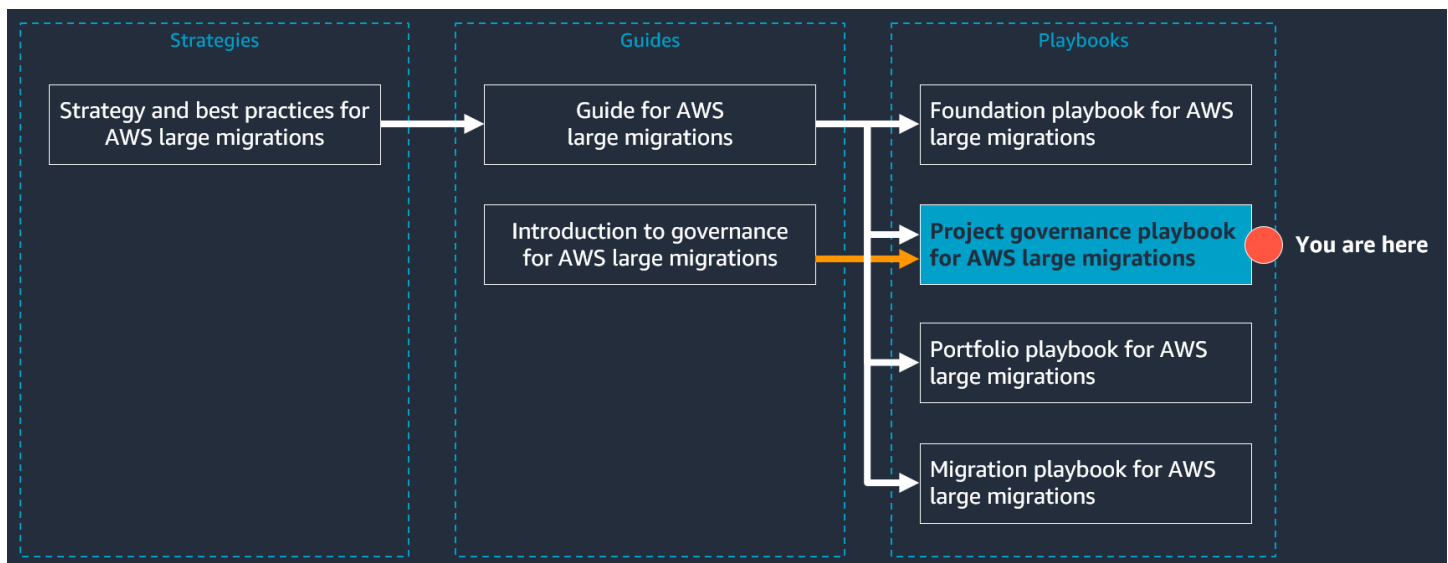 Strategies
Strategy and best practices for
AWS large migrations
Guides
Guide for AWS
large migrations
Introduction to governance
for AWS large migrations
Playbooks
Foundation playbook for AWS
large migrations
Project governance playbook
for AWS large migrations
You are here
Portfolio playbook for AWS
large migrations
Migration playbook for AWS
large migrations